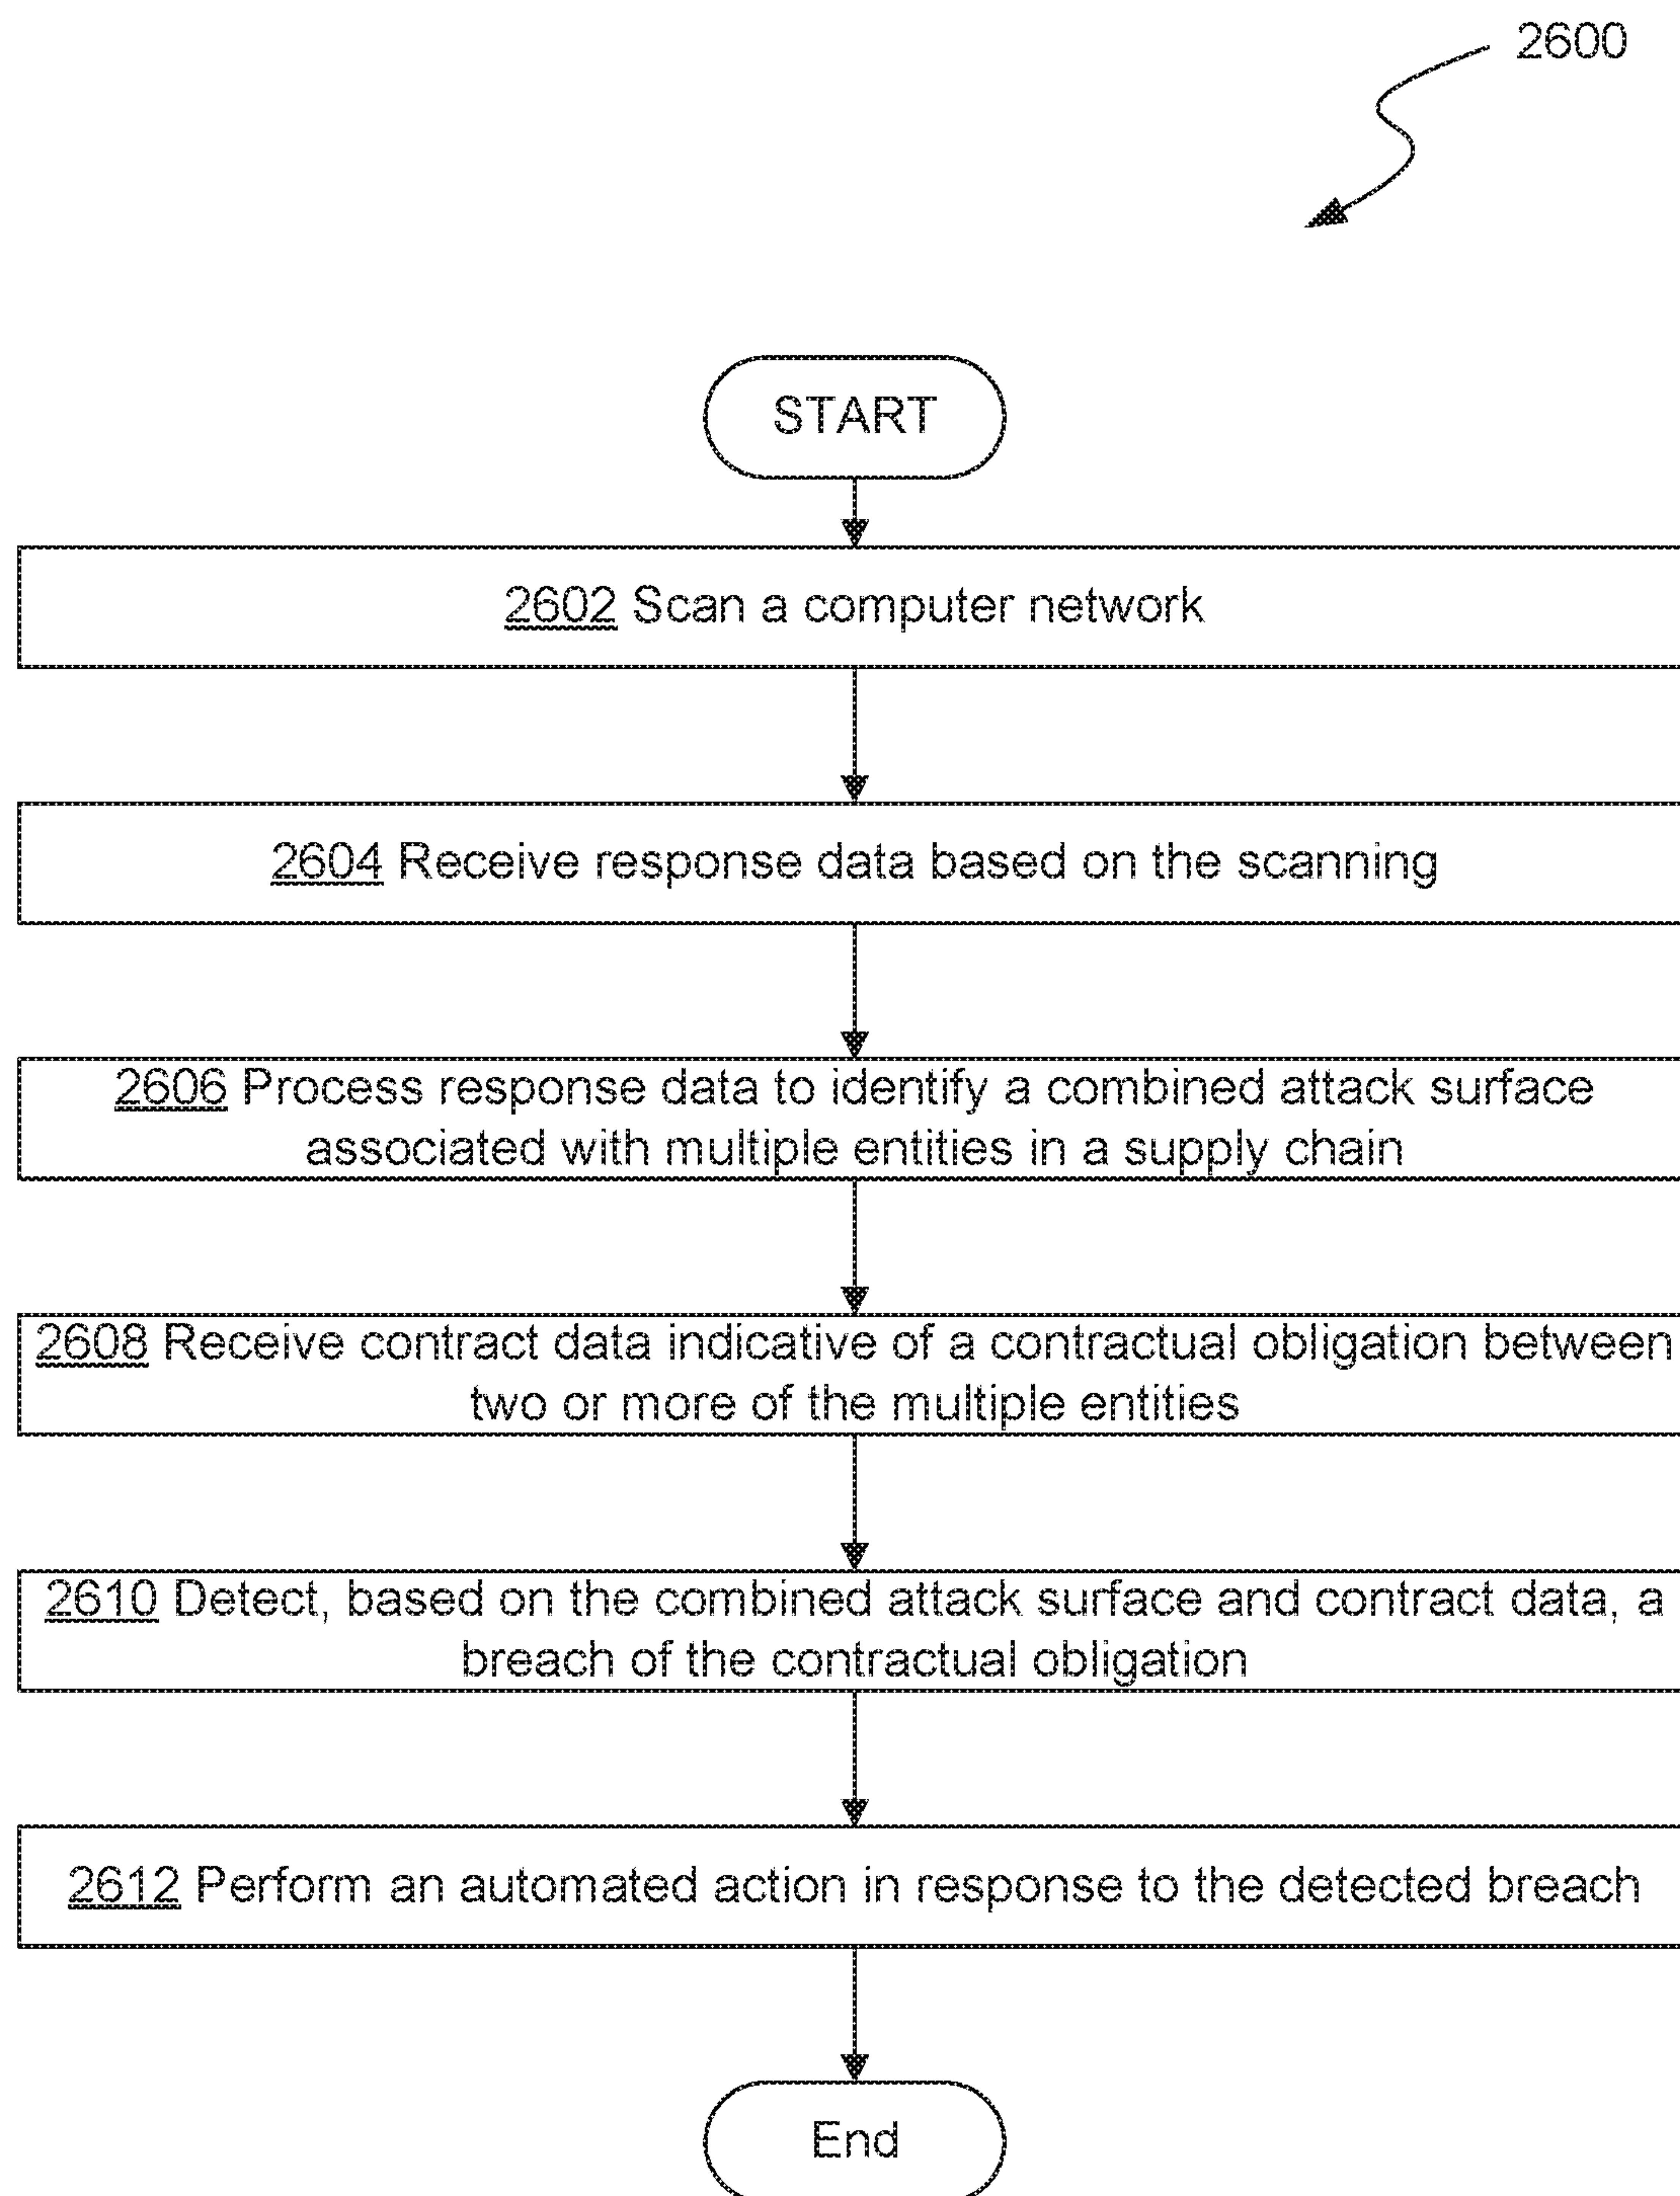 2600
START
2602 Scan a computer network
2604 Receive response data based on the scanning
2606 Process response data to identify a combined attack surface
associated with multiple entities in a supply chain
2608 Receive contract data indicative of a contractual obligation between
two or more of the multiple entities
2610 Detect, based on the combined attack surface and contract data, a
breach of the contractual obligation
2612 Perform an automated action in response to the detected breach
End